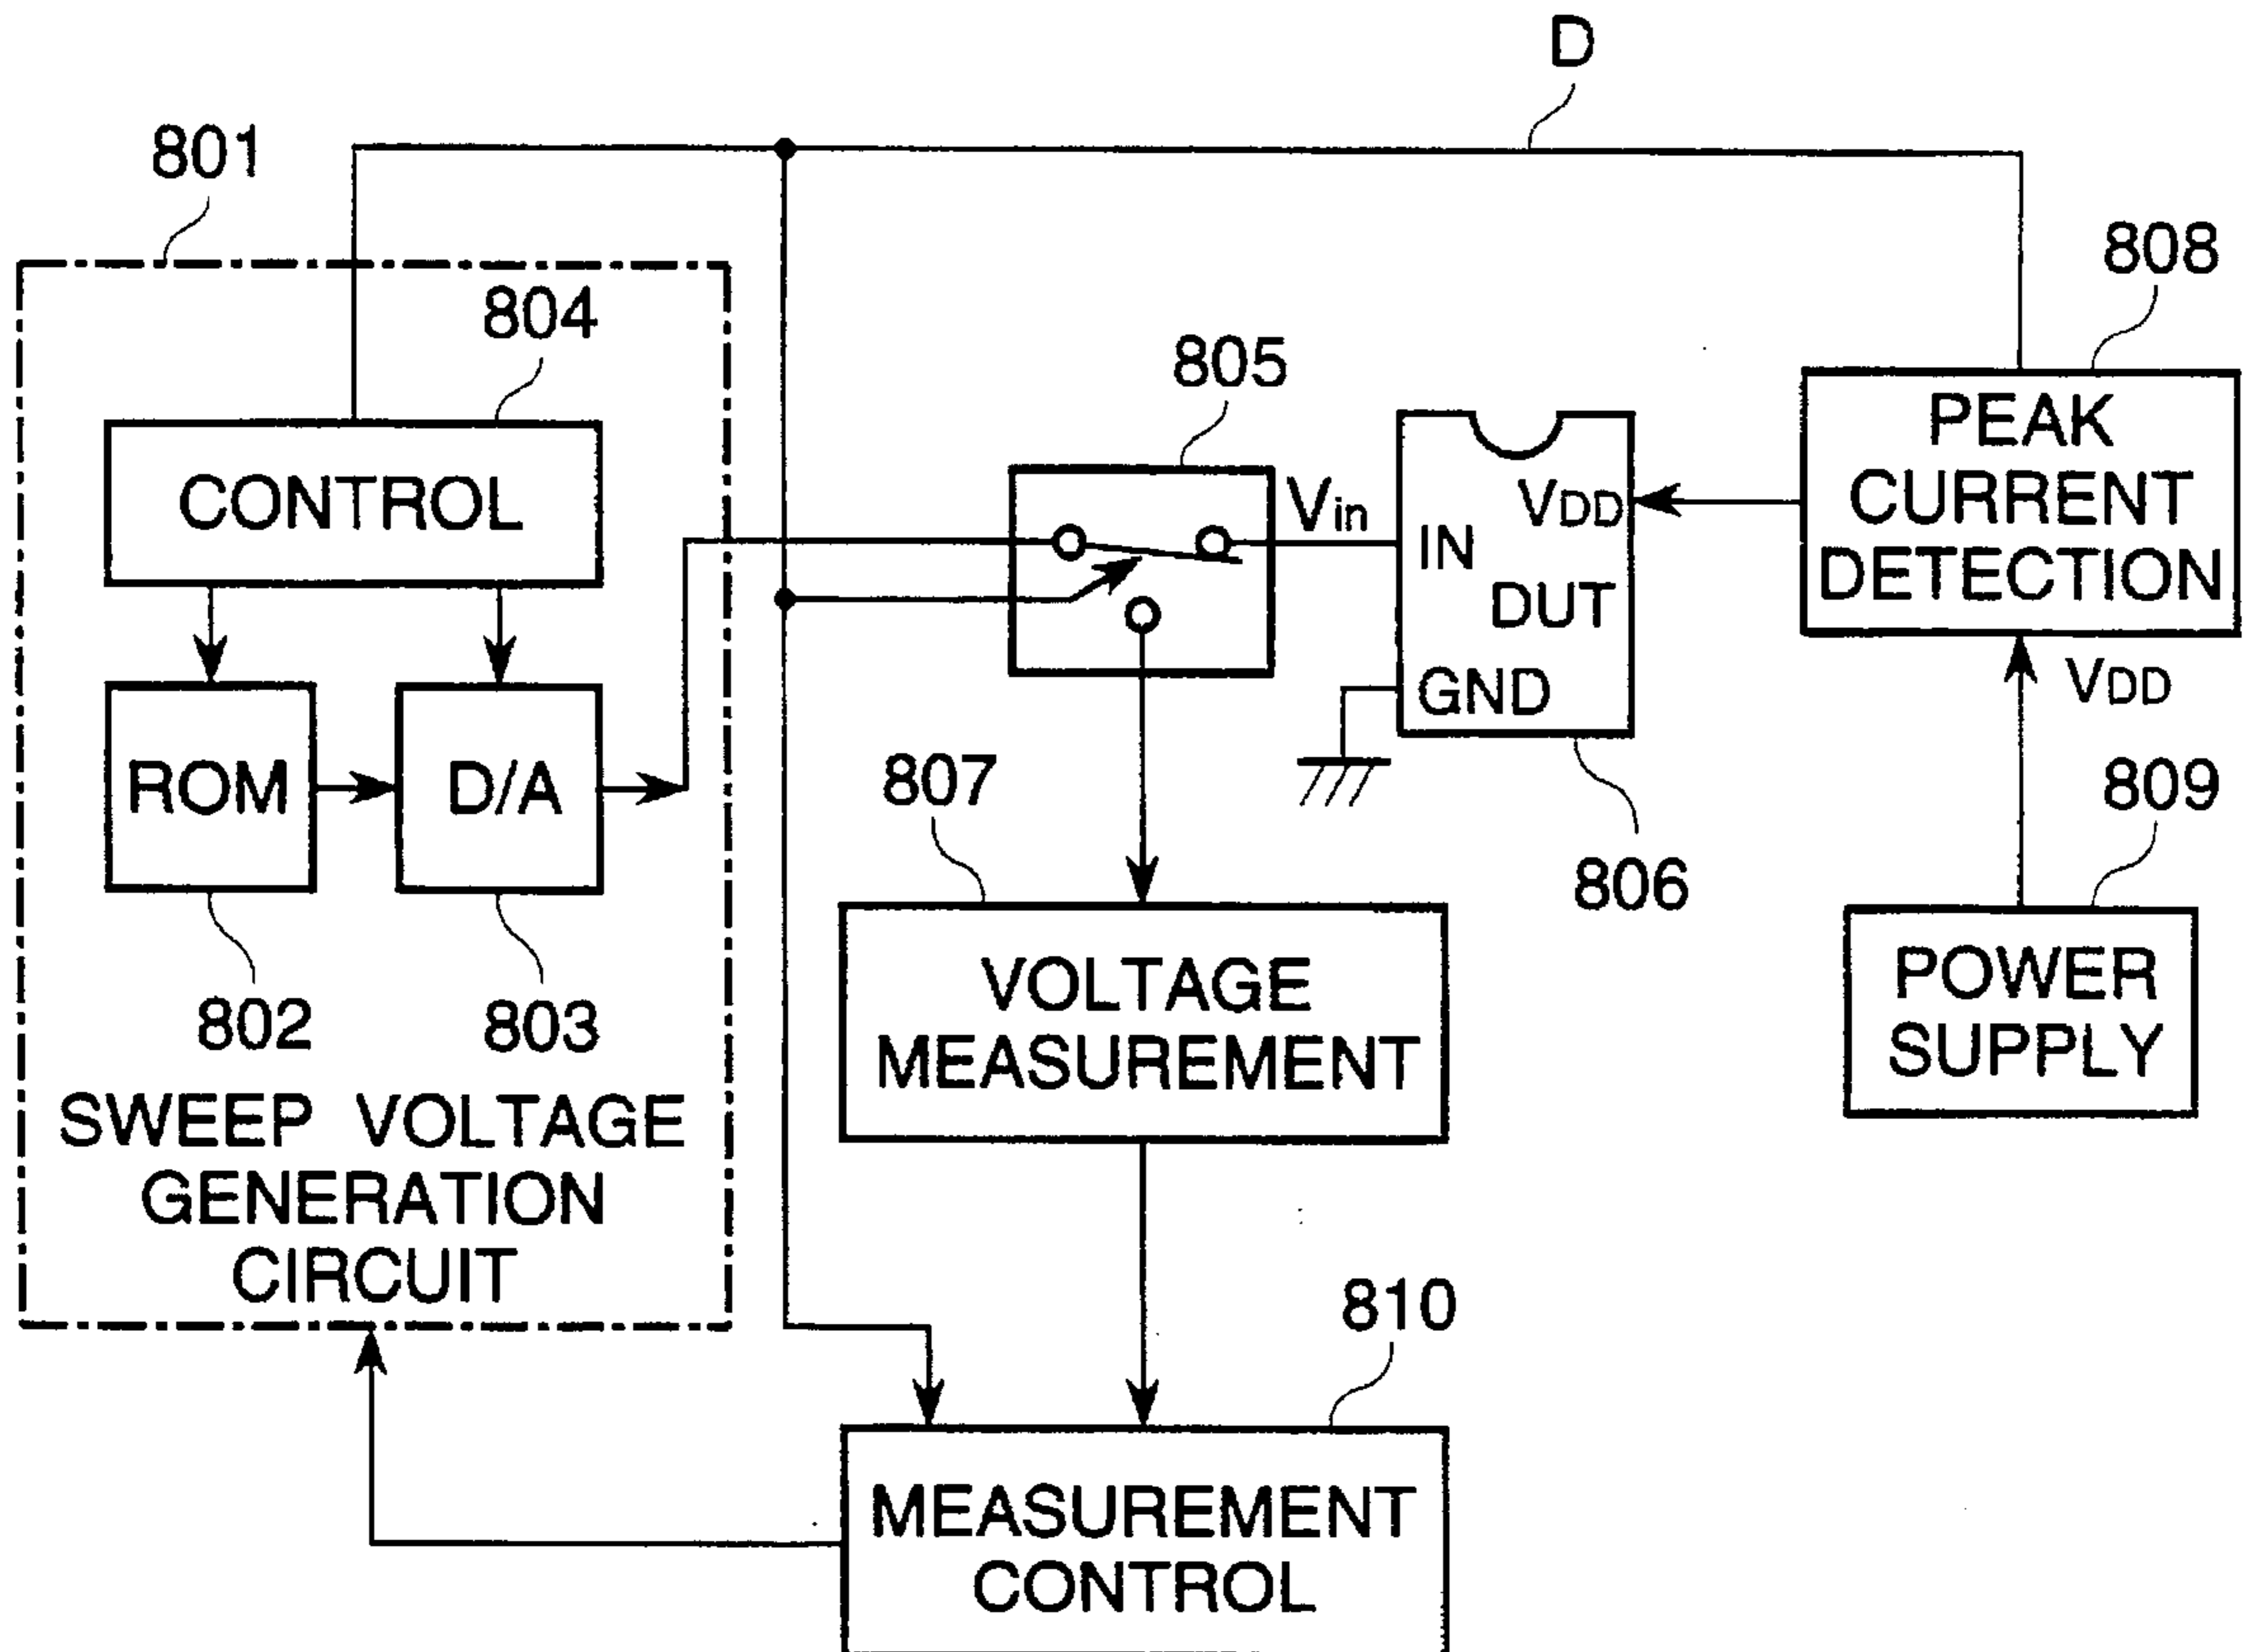 D
801
808
804
805
PEAK
CURRENT
DETECTION
CONTROL
Vin
VDD
IN
DUT
GND
VDD
ROM
D/A
807
809
806
802
803
VOLTAGE
MEASUREMENT
POWER
SUPPLY
SWEEP VOLTAGE
GENERATION
CIRCUIT
810
MEASUREMENT
CONTROL